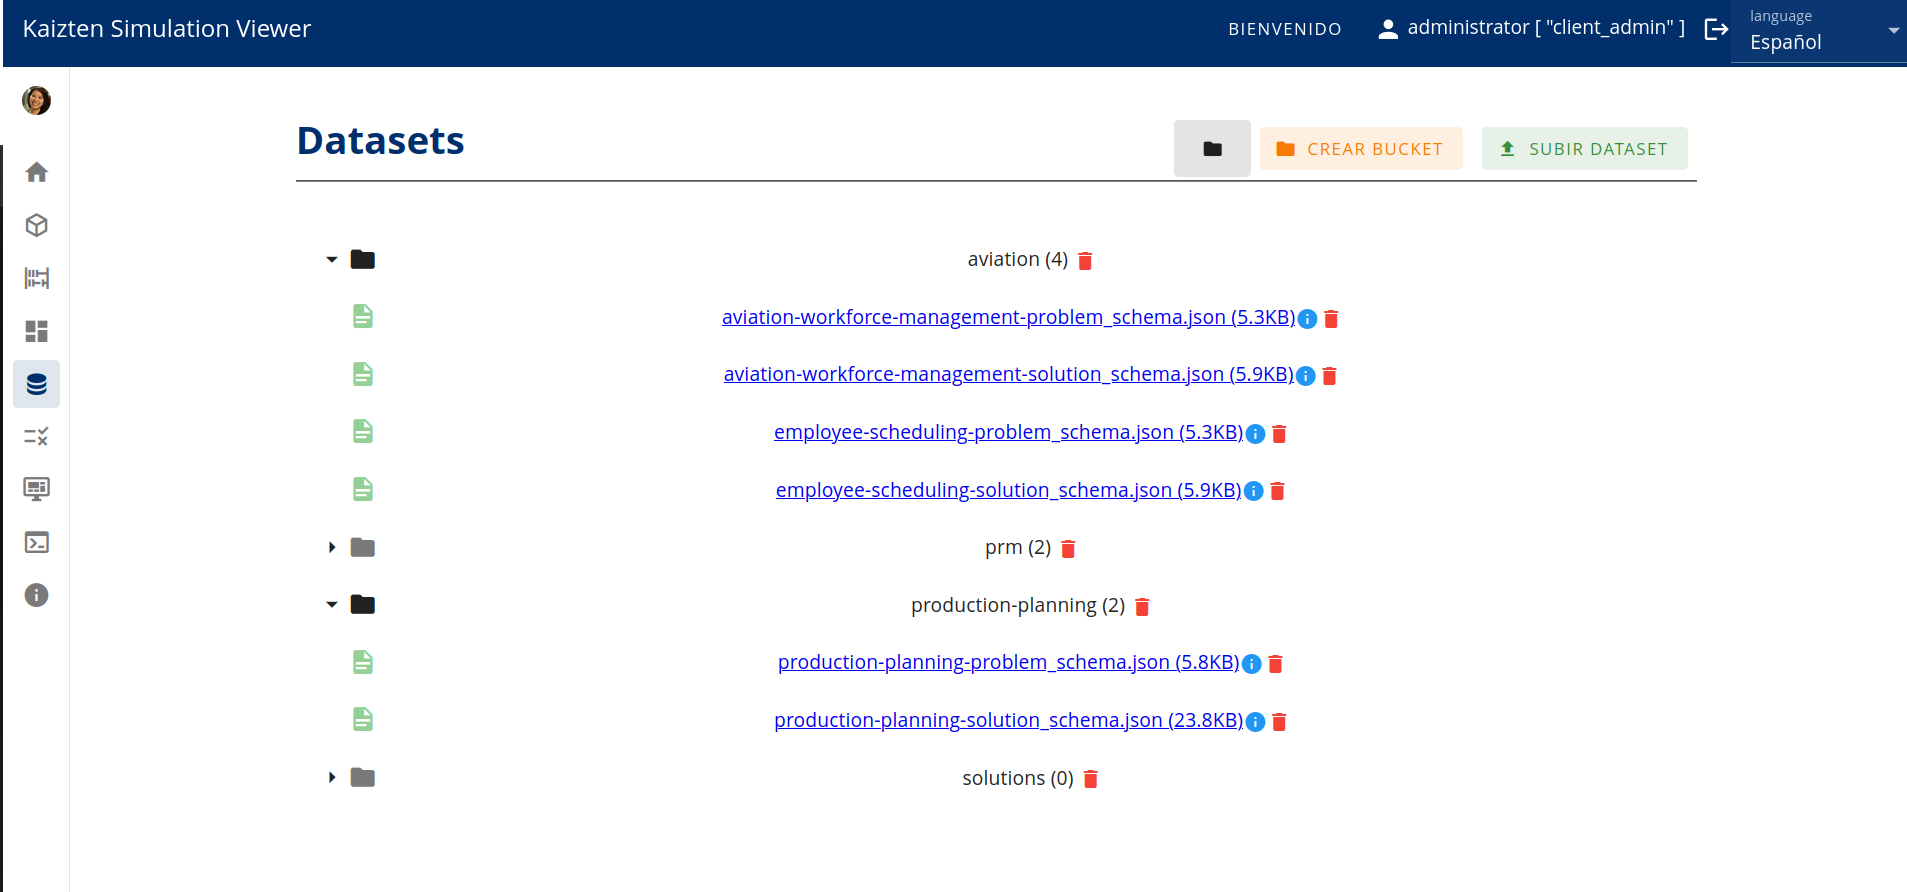 Kaizten Simulation Viewer
BIENVENIDO
administrator [ "client_admin" ]
language
Español
Datasets
CREAR BUCKET
SUBIR DATASET
aviation (4)
aviation-workforce-management-problem_schema.json (5.3KB)
aviation-workforce-management-solution_schema.json (5.9KB)
employee-scheduling-problem_schema.json (5.3KB)
employee-scheduling-solution_schema.json (5.9KB)
prm (2)
production-planning (2)
production-planning-problem_schema.json (5.8KB)
production-planning-solution_schema.json (23.8KB)
solutions (0)